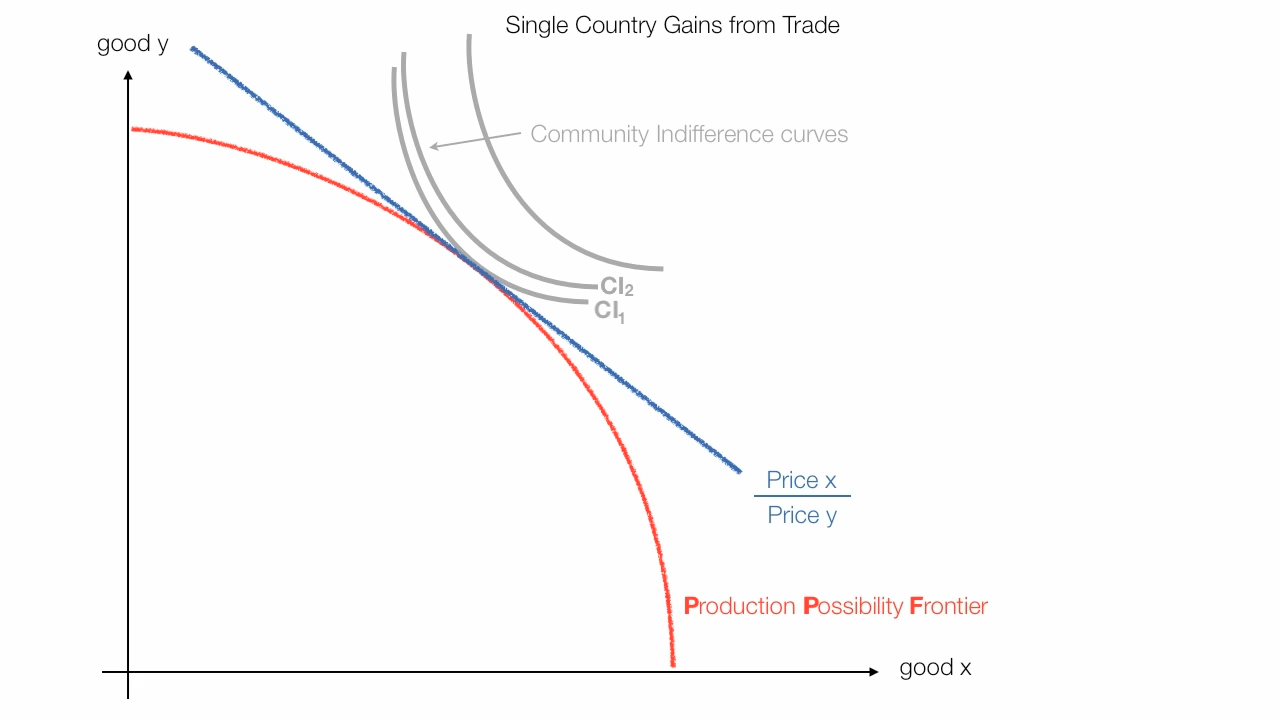 Single Country Gains from Trade
good y
Community Indifference curves
CI₂
CI₁
Price x
Price y
Production Possibility Frontier
good x